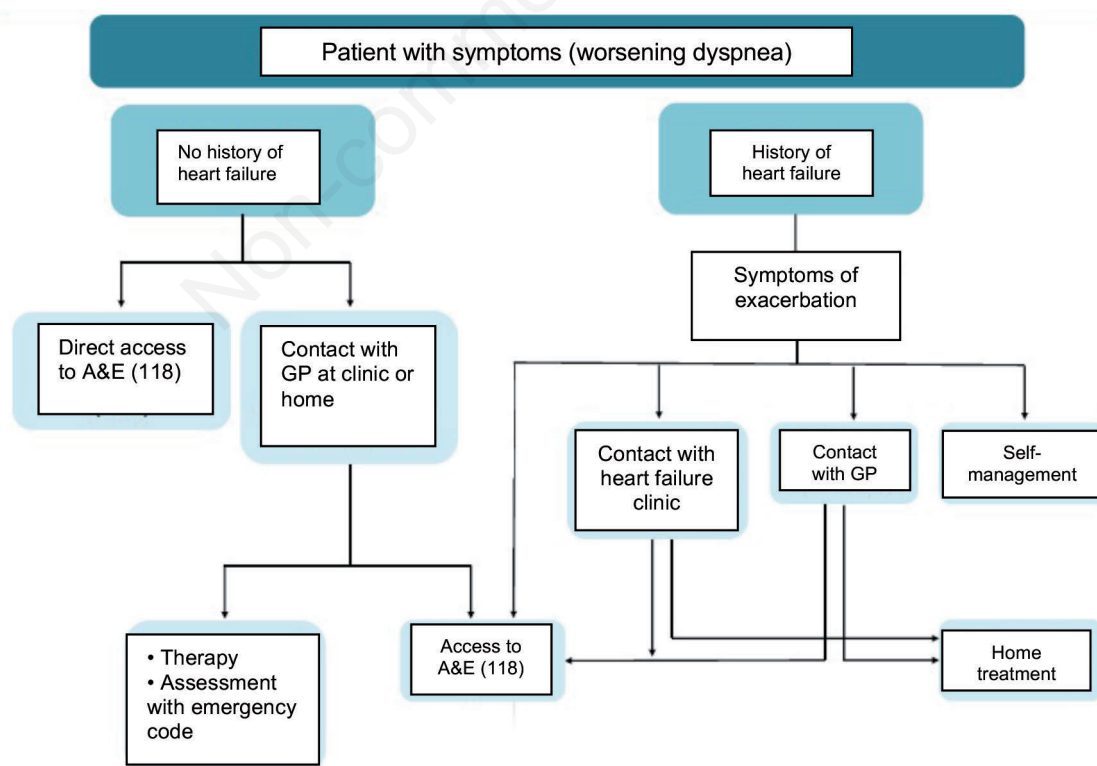 Patient with symptoms (worsening dyspnea)
No history of
heart failure
History of
heart failure
Symptoms of
exacerbation
Direct access
to A&E (118)
Contact with
GP at clinic or
home
Contact with
heart failure
clinic
Contact
with GP
Self-
management
• Therapy
• Assessment
with emergency
code
Access to
A&E (118)
Home
treatment